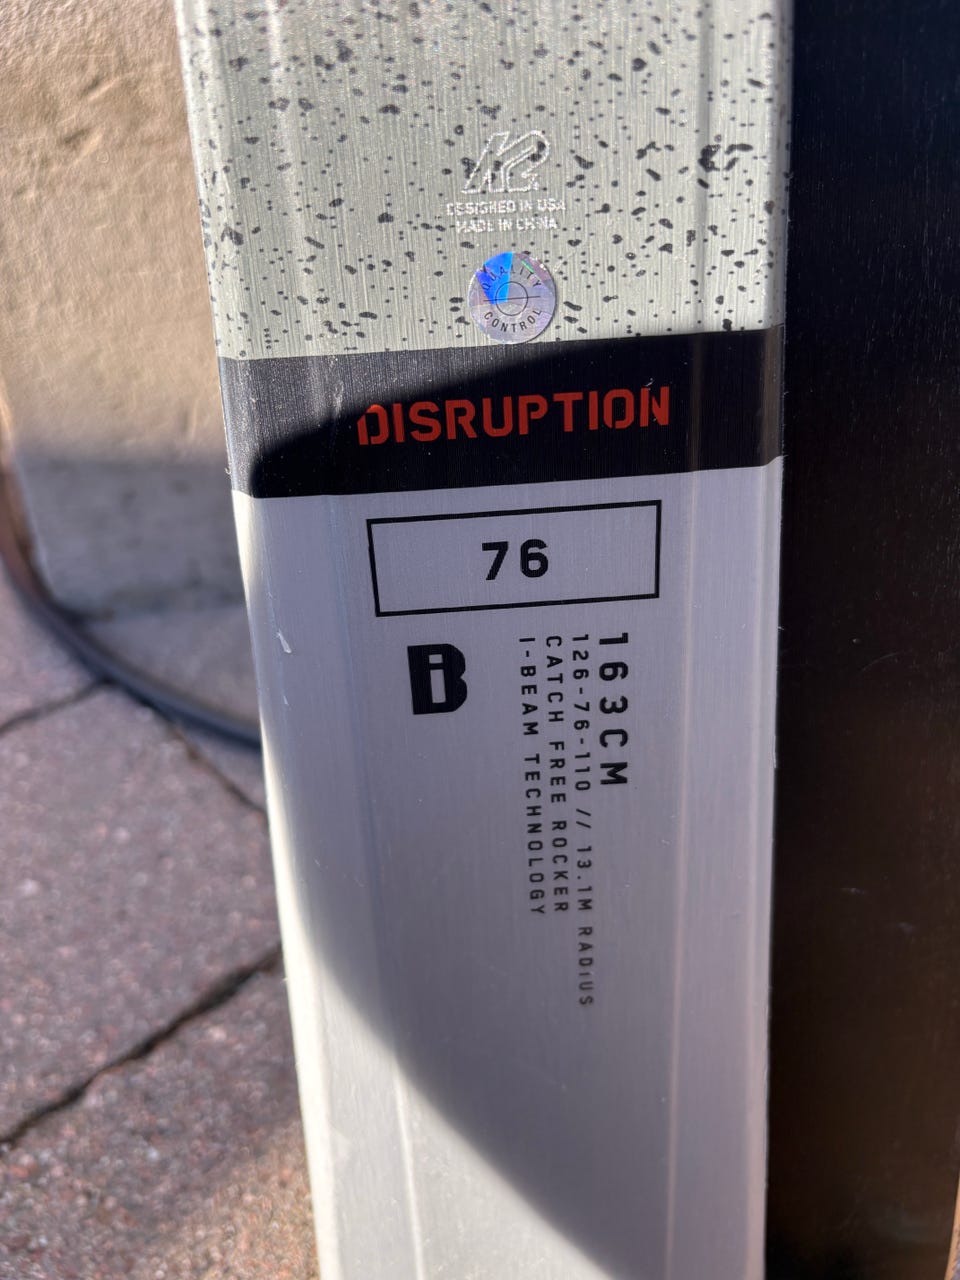 K2
DESIGNED IN USA
MADE IN CHINA
QUALITY
CONTROL
DISRUPTION
76
163CM
126-76-110 // 13.1M RADIUS
CATCH FREE ROCKER
I-BEAM TECHNOLOGY